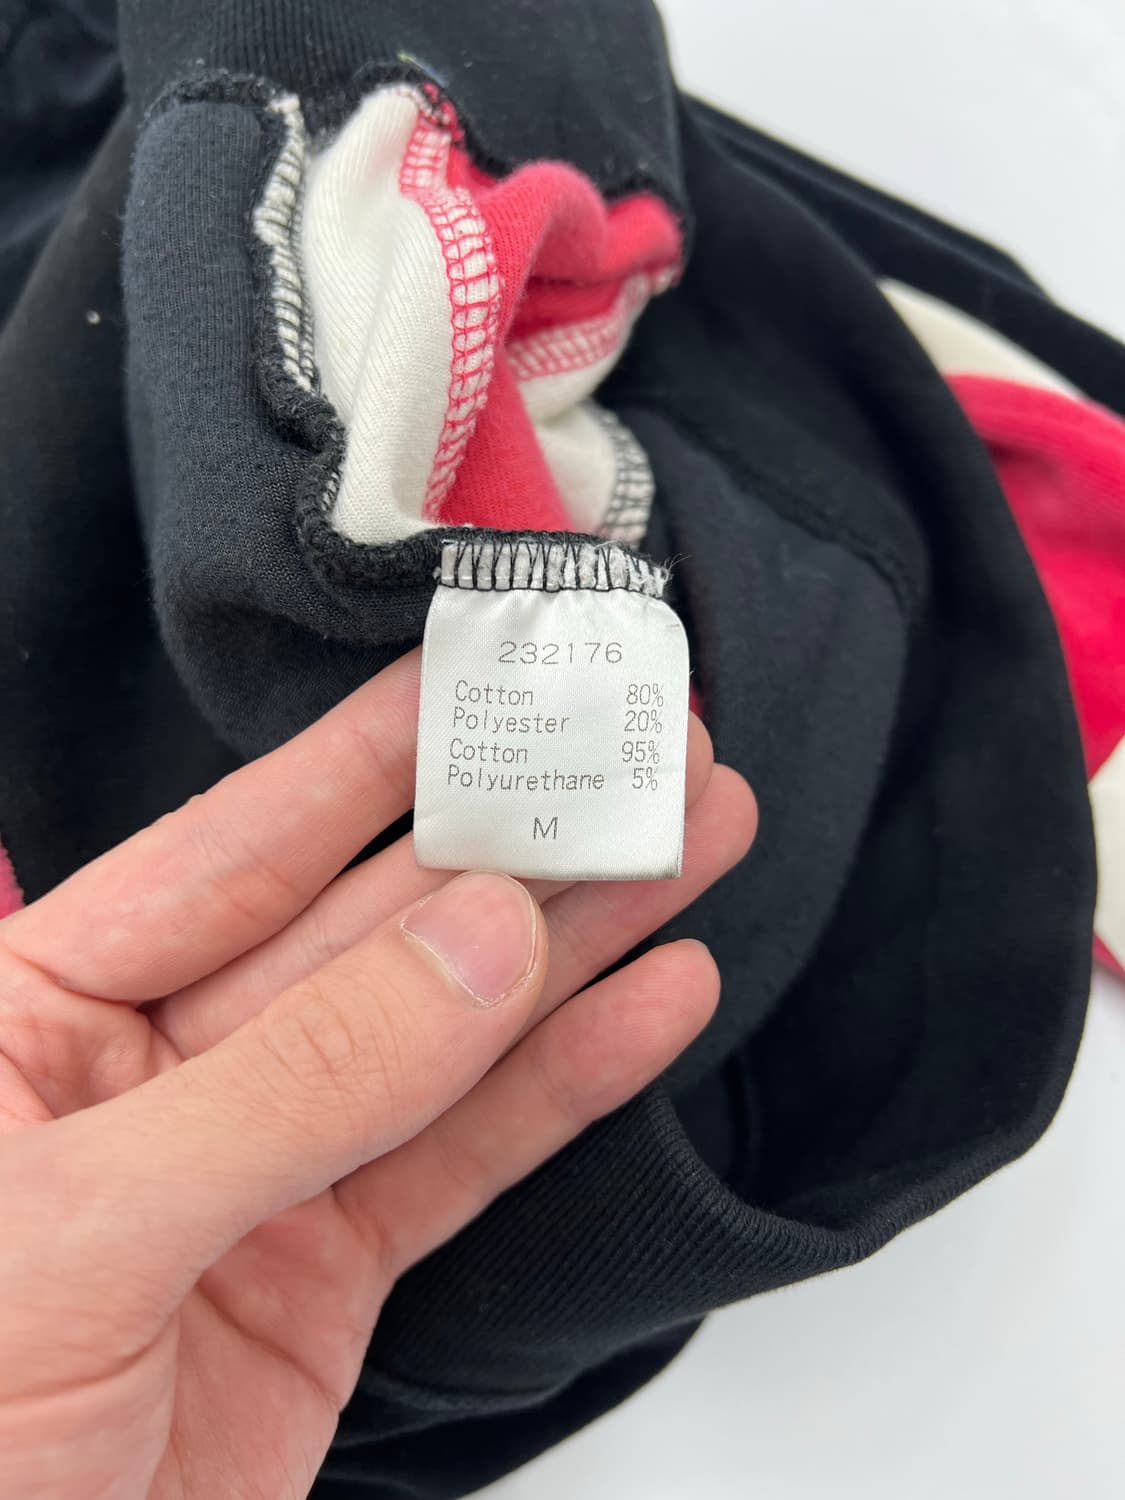 232176
Cotton 80%
Polyester 20%
Cotton 95%
Polyurethane 5%
M